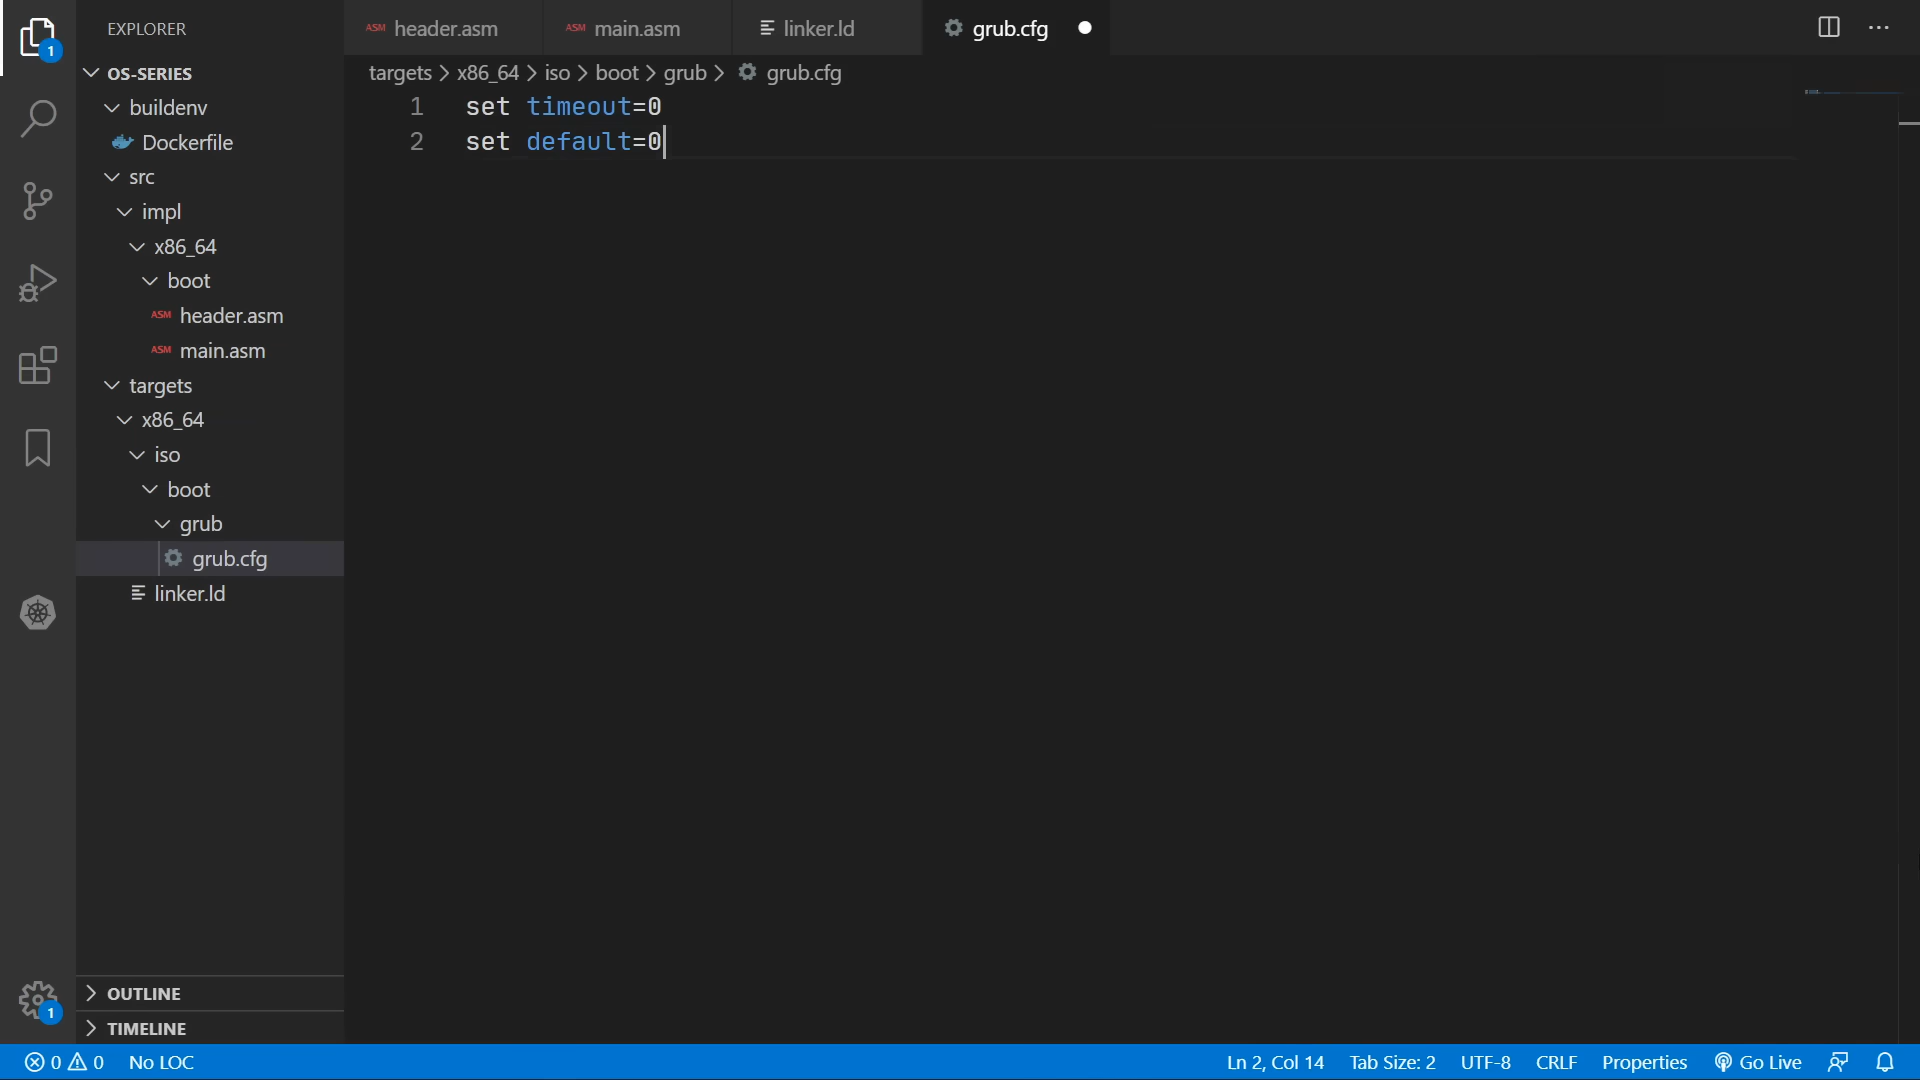 1
EXPLORER
ASM header.asm
ASM main.asm
linker.ld
grub.cfg
OS-SERIES
targets x86_64 iso boot grub grub.cfg
buildenv
1 set timeout=0
Dockerfile
2 set default=0
src
impl
x86_64
boot
ASM header.asm
ASM main.asm
targets
x86_64
iso
boot
grub
grub.cfg
linker.ld
OUTLINE
1
TIMELINE
0 0 No LOC
Ln 2, Col 14 Tab Size: 2 UTF-8 CRLF Properties Go Live